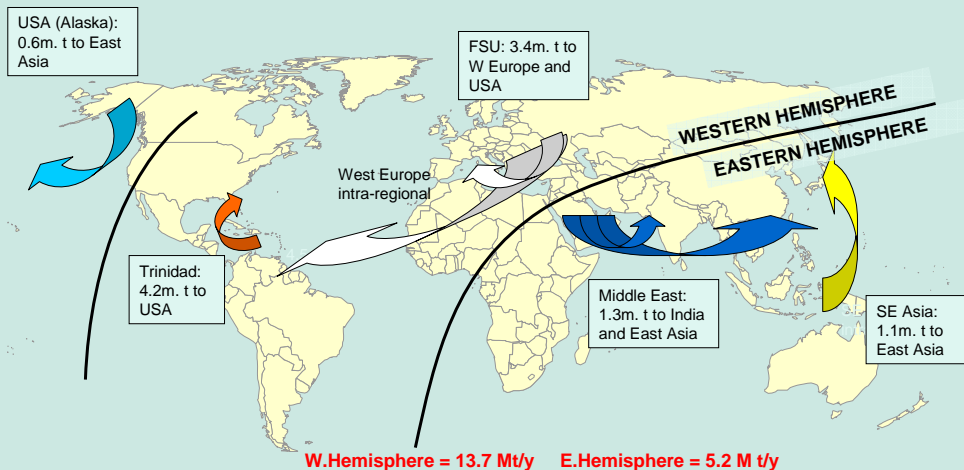 USA (Alaska):
0.6m. t to East
Asia
FSU: 3.4m. t to
W Europe and
USA
WESTERN HEMISPHERE
EASTERN HEMISPHERE
West Europe
intra-regional
Trinidad:
4.2m. t to
USA
Middle East:
1.3m. t to India
and East Asia
SE Asia:
1.1m. t to
East Asia
W.Hemisphere = 13.7 Mt/y E.Hemisphere = 5.2 M t/y